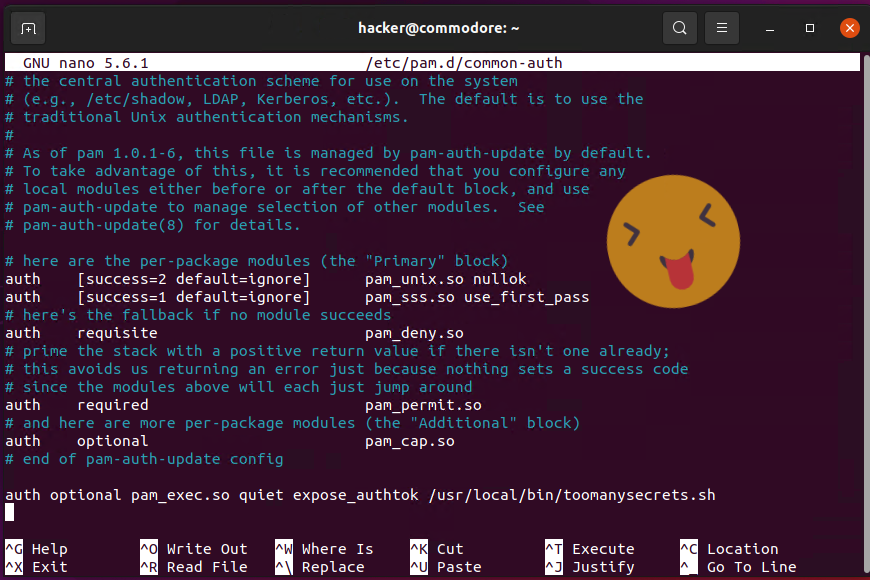 hacker@commodore: ~
GNU nano 5.6.1 /etc/pam.d/common-auth
# the central authentication scheme for use on the system
# (e.g., /etc/shadow, LDAP, Kerberos, etc.).  The default is to use the
# traditional Unix authentication mechanisms.
#
# As of pam 1.0.1-6, this file is managed by pam-auth-update by default.
# To take advantage of this, it is recommended that you configure any
# local modules either before or after the default block, and use
# pam-auth-update to manage selection of other modules.  See
# pam-auth-update(8) for details.
# here are the per-package modules (the "Primary" block)
auth    [success=2 default=ignore]      pam_unix.so nullok
auth    [success=1 default=ignore]      pam_sss.so use_first_pass
# here's the fallback if no module succeeds
auth    requisite                       pam_deny.so
# prime the stack with a positive return value if there isn't one already;
# this avoids us returning an error just because nothing sets a success code
# since the modules above will each just jump around
auth    required                        pam_permit.so
# and here are more per-package modules (the "Additional" block)
auth    optional                        pam_cap.so
# end of pam-auth-update config
auth optional pam_exec.so quiet expose_authtok /usr/local/bin/toomanysecrets.sh
^G Help ^O Write Out ^W Where Is ^K Cut ^T Execute ^C Location
^X Exit ^R Read File ^\ Replace ^U Paste ^J Justify ^_ Go To Line